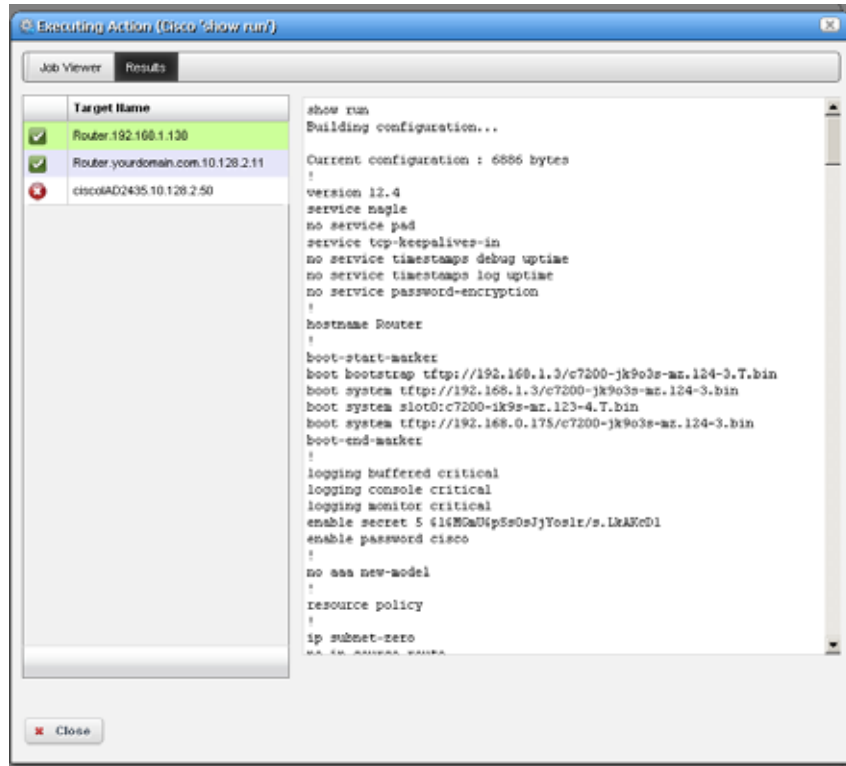 Executing Action (Cisco 'show run')
Job Viewer
Results
Target Name
Router.192.168.1.130
Router.yourdomain.com.10.128.2.11
ciscoIAD2435.10.128.2.50
show run
Building configuration...
Current configuration : 6886 bytes
!
version 12.4
service nagle
no service pad
service tcp-keepalives-in
no service timestamps debug uptime
no service timestamps log uptime
no service password-encryption
!
hostname Router
!
boot-start-marker
boot bootstrap tftp://192.168.1.3/c7200-jk9o3s-mz.124-3.T.bin
boot system tftp://192.168.1.3/c7200-jk9o3s-mz.124-3.bin
boot system slot0:c7200-ik9s-mz.123-4.T.bin
boot system tftp://192.168.0.175/c7200-jk9o3s-mz.124-3.bin
boot-end-marker
!
logging buffered critical
logging console critical
logging monitor critical
enable secret 5
enable password cisco
!
no aaa new-model
!
resource policy
!
ip subnet-zero
no ip source route
Close